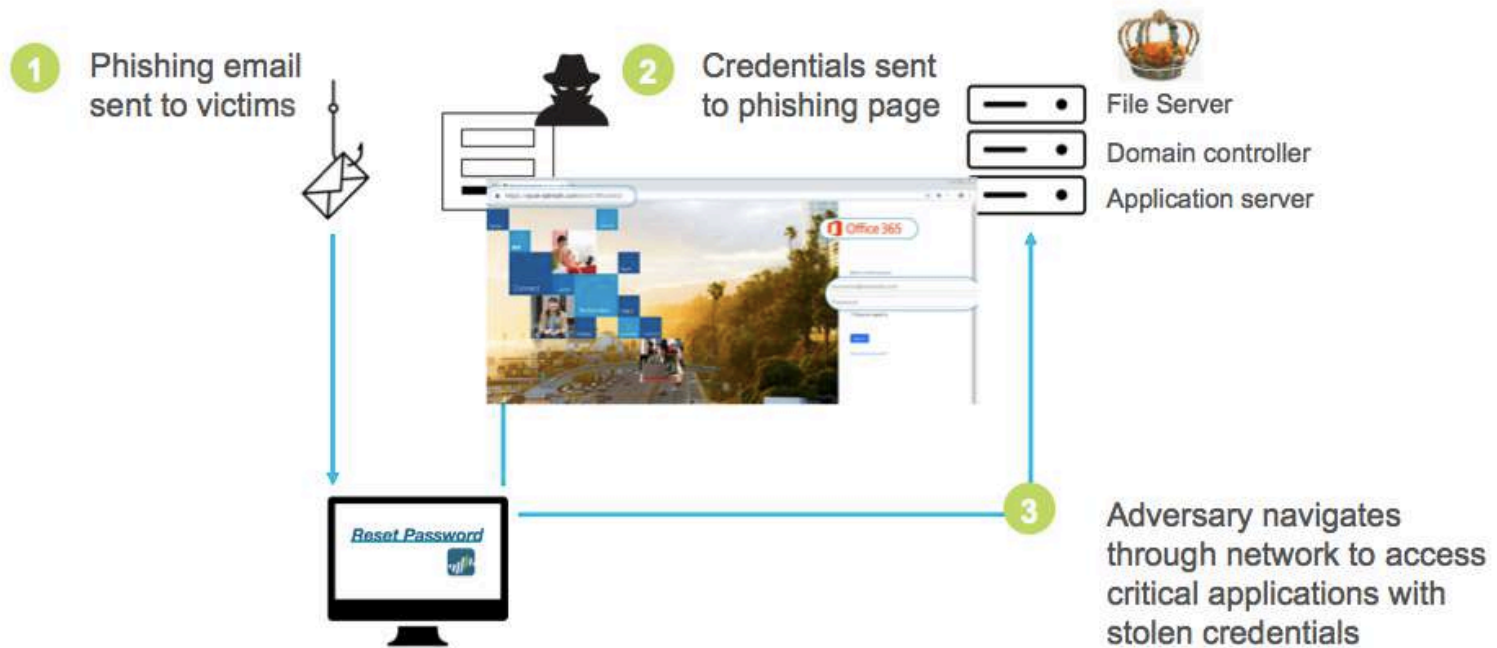 1
Phishing email
sent to victims
2
Credentials sent
to phishing page
File Server
Domain controller
Application server
Office 365
Connect
Reset Password
3
Adversary navigates
through network to access
critical applications with
stolen credentials